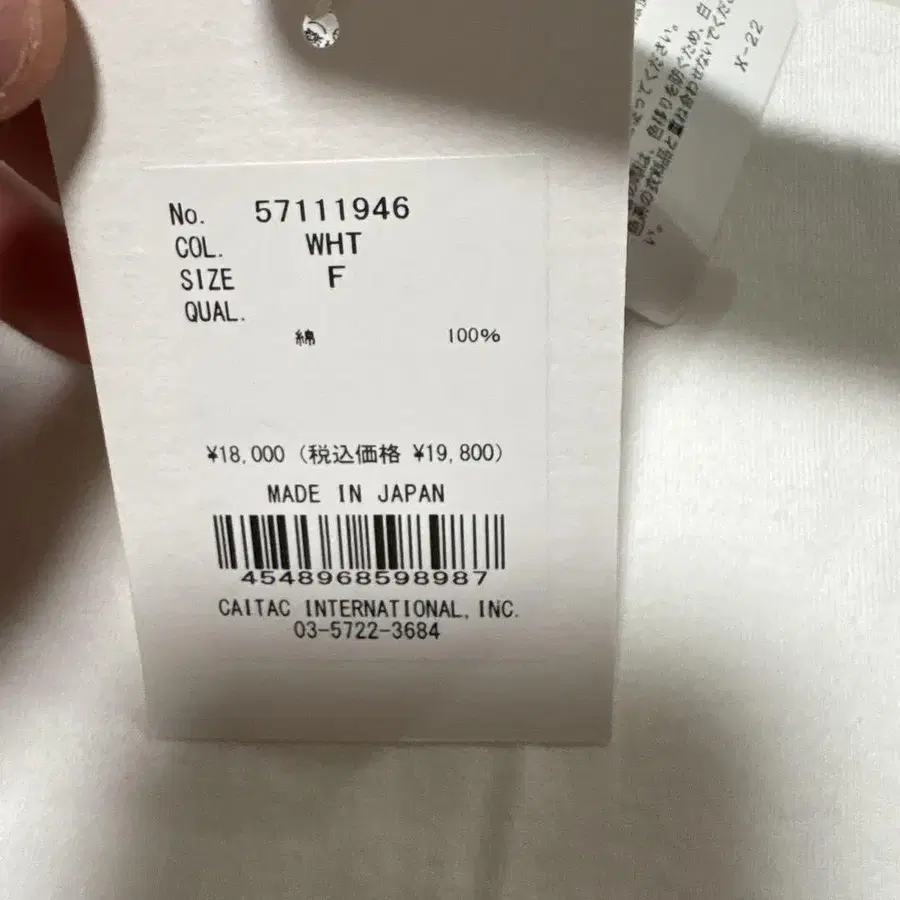 No. 57111946
COL. WHT
SIZE F
QUAL.
綿 100%
¥18,000 (税込価格 ¥19,800)
MADE IN JAPAN
4548968598987
CAITAC INTERNATIONAL, INC.
03-5722-3684
X-22